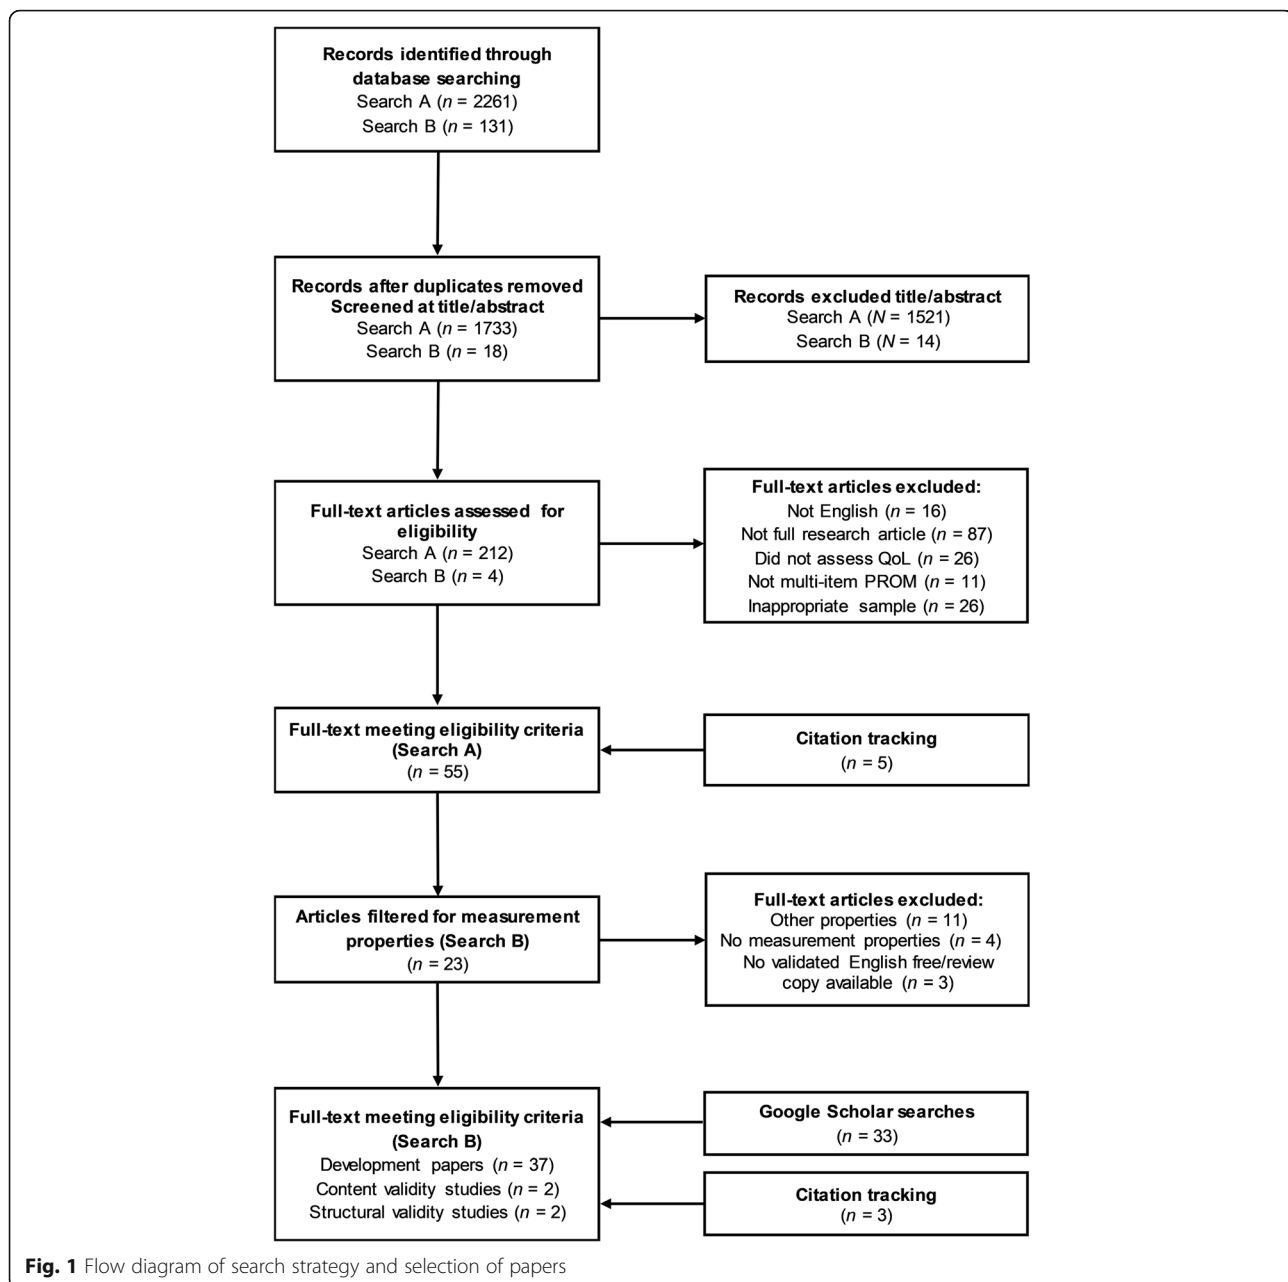 Records identified through
database searching
Search A (n = 2261)
Search B (n = 131)
Records after duplicates removed
Screened at title/abstract
Search A (n = 1733)
Search B (n = 18)
Records excluded title/abstract
Search A (N = 1521)
Search B (N = 14)
Full-text articles assessed for
eligibility
Search A (n = 212)
Search B (n = 4)
Full-text articles excluded:
Not English (n = 16)
Not full research article (n = 87)
Did not assess QoL (n = 26)
Not multi-item PROM (n = 11)
Inappropriate sample (n = 26)
Full-text meeting eligibility criteria
(Search A)
(n = 55)
Citation tracking
(n = 5)
Articles filtered for measurement
properties (Search B)
(n = 23)
Full-text articles excluded:
Other properties (n = 11)
No measurement properties (n = 4)
No validated English free/review
copy available (n = 3)
Full-text meeting eligibility criteria
(Search B)
Development papers (n = 37)
Content validity studies (n = 2)
Structural validity studies (n = 2)
Google Scholar searches
(n = 33)
Citation tracking
(n = 3)
Fig. 1 Flow diagram of search strategy and selection of papers